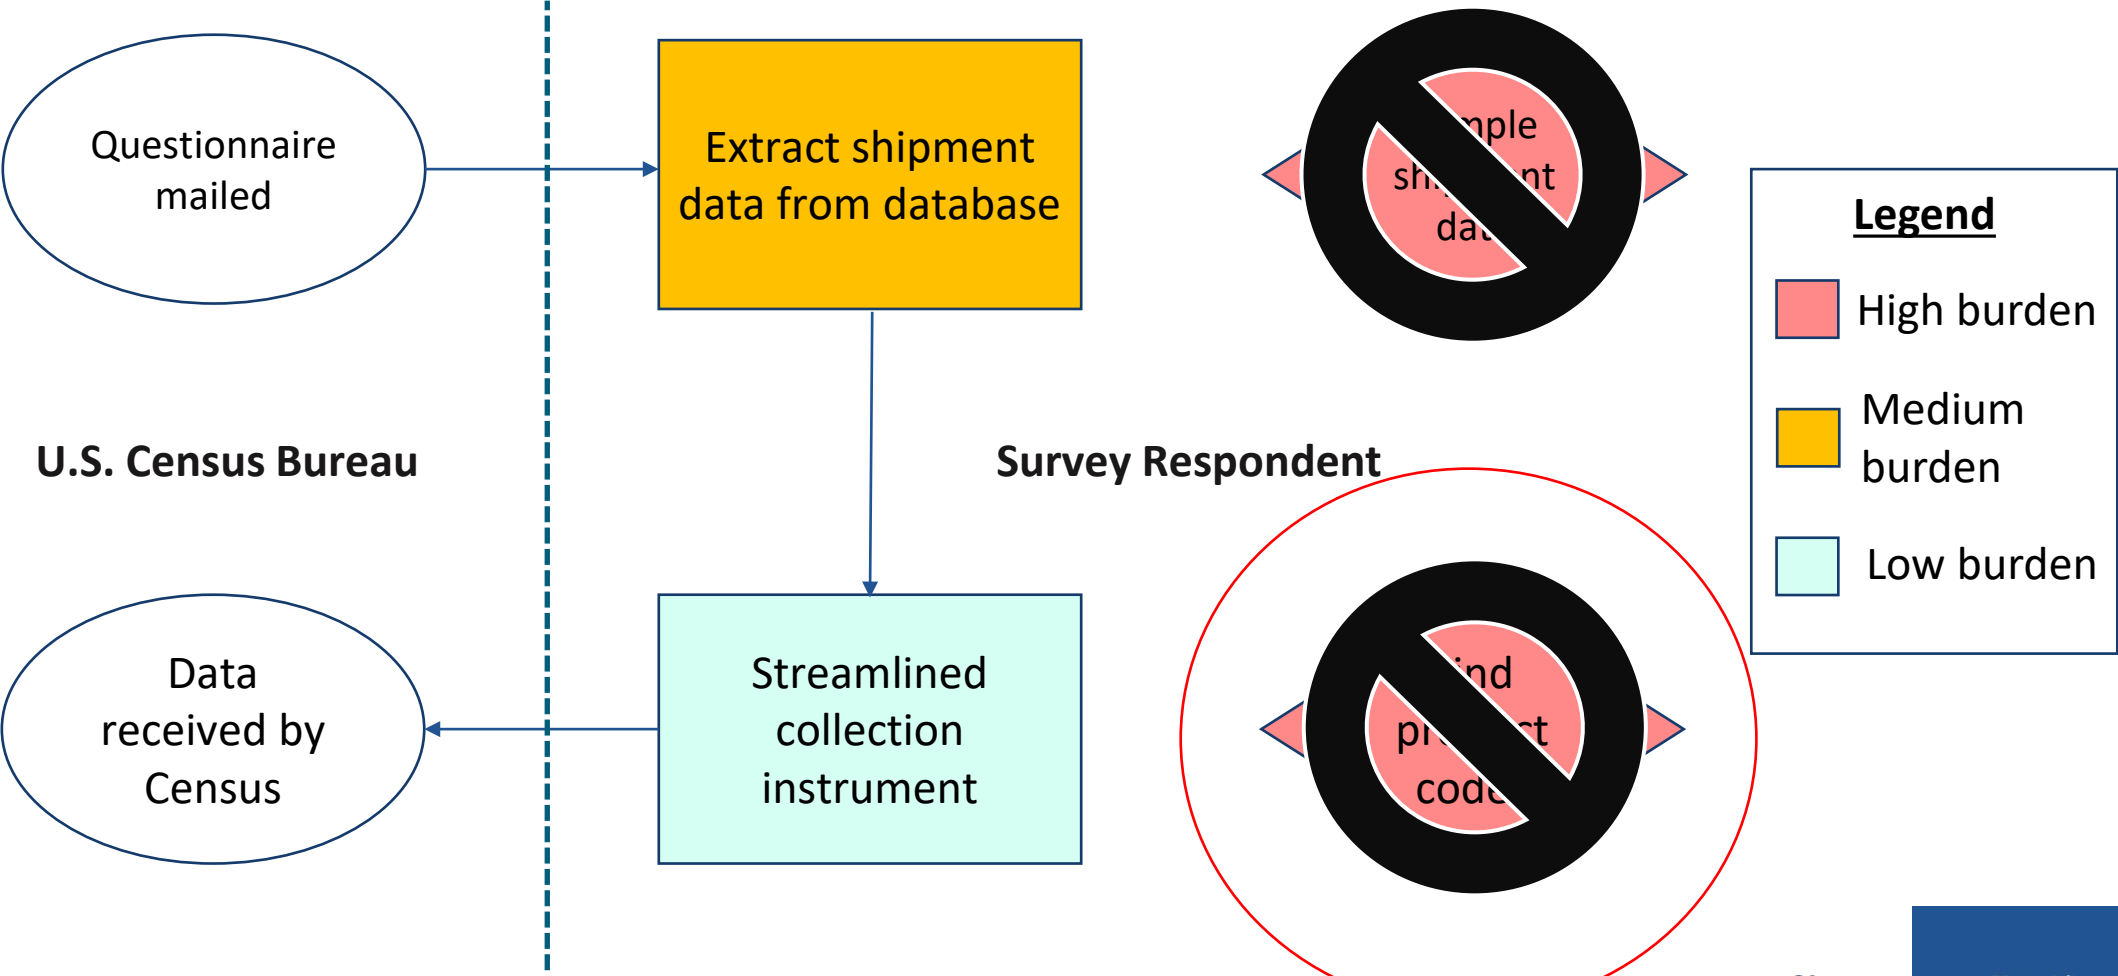 Questionnaire
mailed
Extract shipment
data from database
data
Legend
High burden
Medium
burden
Low burden
U.S. Census Bureau
Survey Respondent
Data
received by
Census
Streamlined
collection
instrument